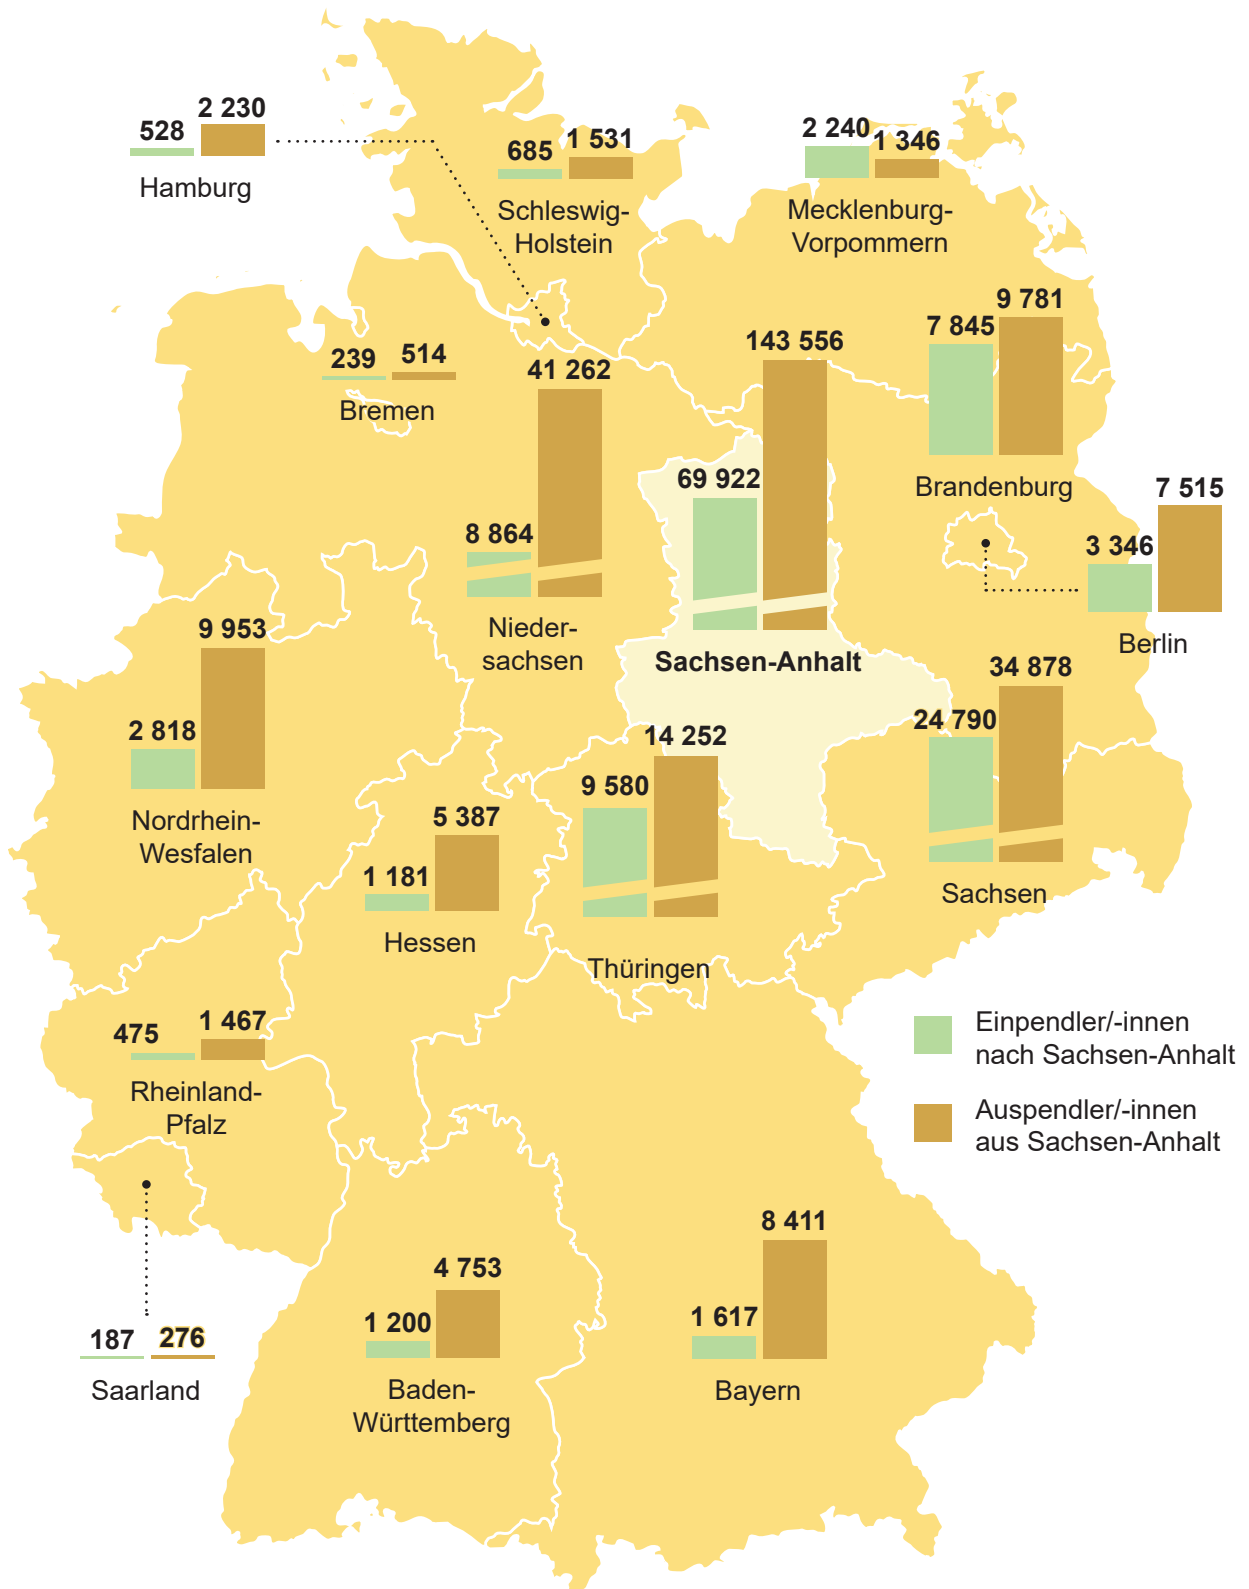 2 230
528
Hamburg
685
1 531
Schleswig-
Holstein
2 240
1 346
Mecklenburg-
Vorpommern
239
514
Bremen
41 262
8 864
Nieder-
sachsen
143 556
69 922
Sachsen-Anhalt
9 781
7 845
Brandenburg
7 515
3 346
Berlin
9 953
2 818
Nordrhein-
Wesfalen
5 387
1 181
Hessen
14 252
9 580
Thüringen
34 878
24 790
Sachsen
475
1 467
Rheinland-
Pfalz
Einpendler/-innen
nach Sachsen-Anhalt
Auspendler/-innen
aus Sachsen-Anhalt
187
276
Saarland
4 753
1 200
Baden-
Württemberg
8 411
1 617
Bayern